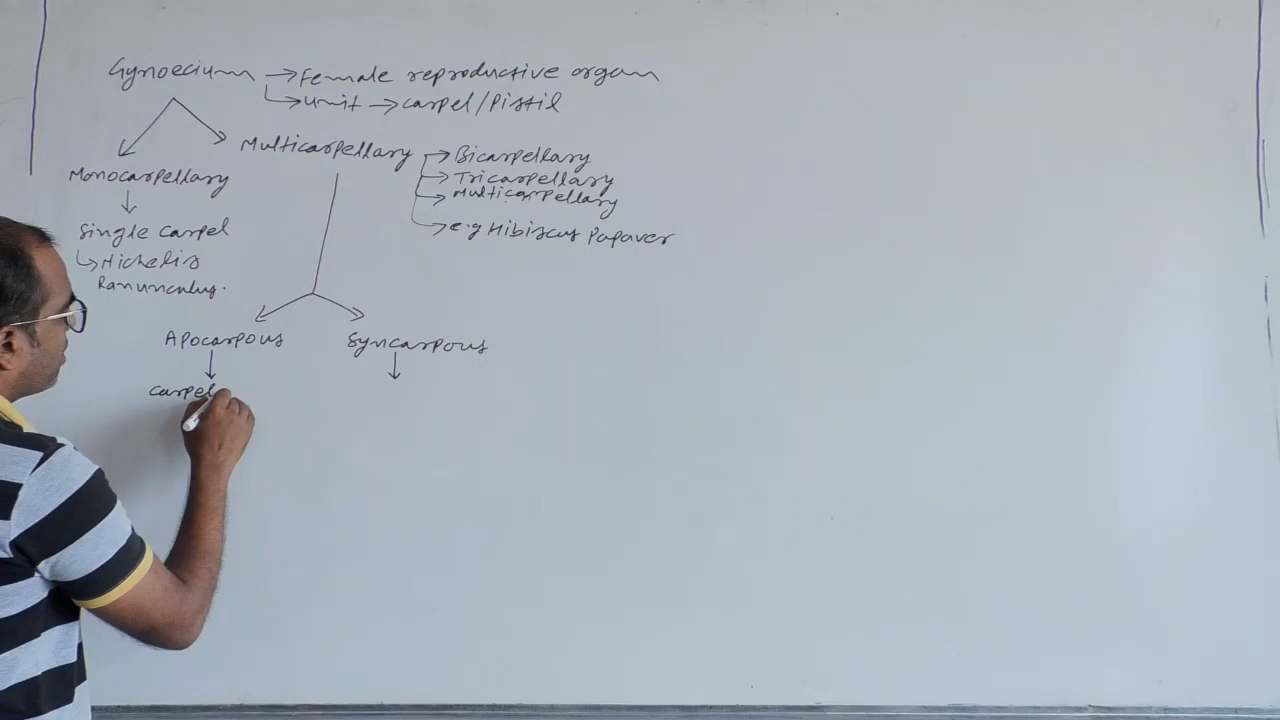 Gynoecium → Female reproductive organ
→ Unit → Carpel/Pistil
Multicarpellary → Bicarpellary
Monocarpellary → Tricarpellary
→ Multicarpellary
Single Carpel → e.g Hibiscus Papaver
→ Michelia
Ranunculus.
Apocarpous Syncarpous
Carpel